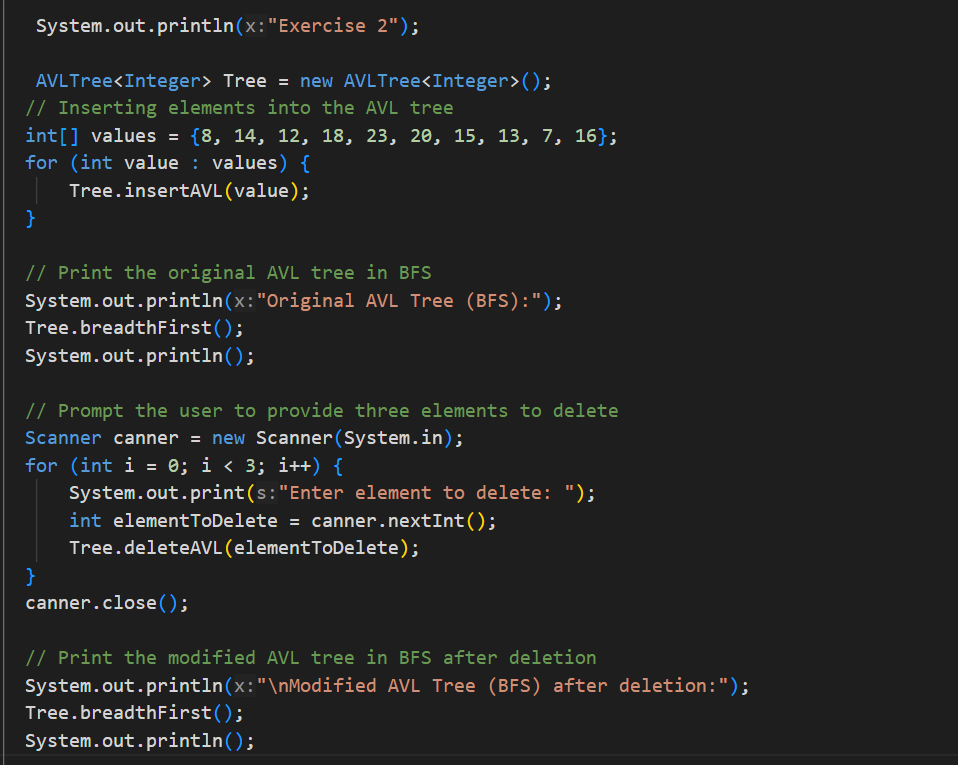 System.out.println(x:"Exercise 2");
AVLTree<Integer> Tree = new AVLTree<Integer>();
// Inserting elements into the AVL tree
int[] values = {8, 14, 12, 18, 23, 20, 15, 13, 7, 16};
for (int value : values) {
    Tree.insertAVL(value);
}
// Print the original AVL tree in BFS
System.out.println(x:"Original AVL Tree (BFS):");
Tree.breadthFirst();
System.out.println();
// Prompt the user to provide three elements to delete
Scanner canner = new Scanner(System.in);
for (int i = 0; i < 3; i++) {
    System.out.print(s:"Enter element to delete: ");
    int elementToDelete = canner.nextInt();
    Tree.deleteAVL(elementToDelete);
}
canner.close();
// Print the modified AVL tree in BFS after deletion
System.out.println(x:"\nModified AVL Tree (BFS) after deletion:");
Tree.breadthFirst();
System.out.println();